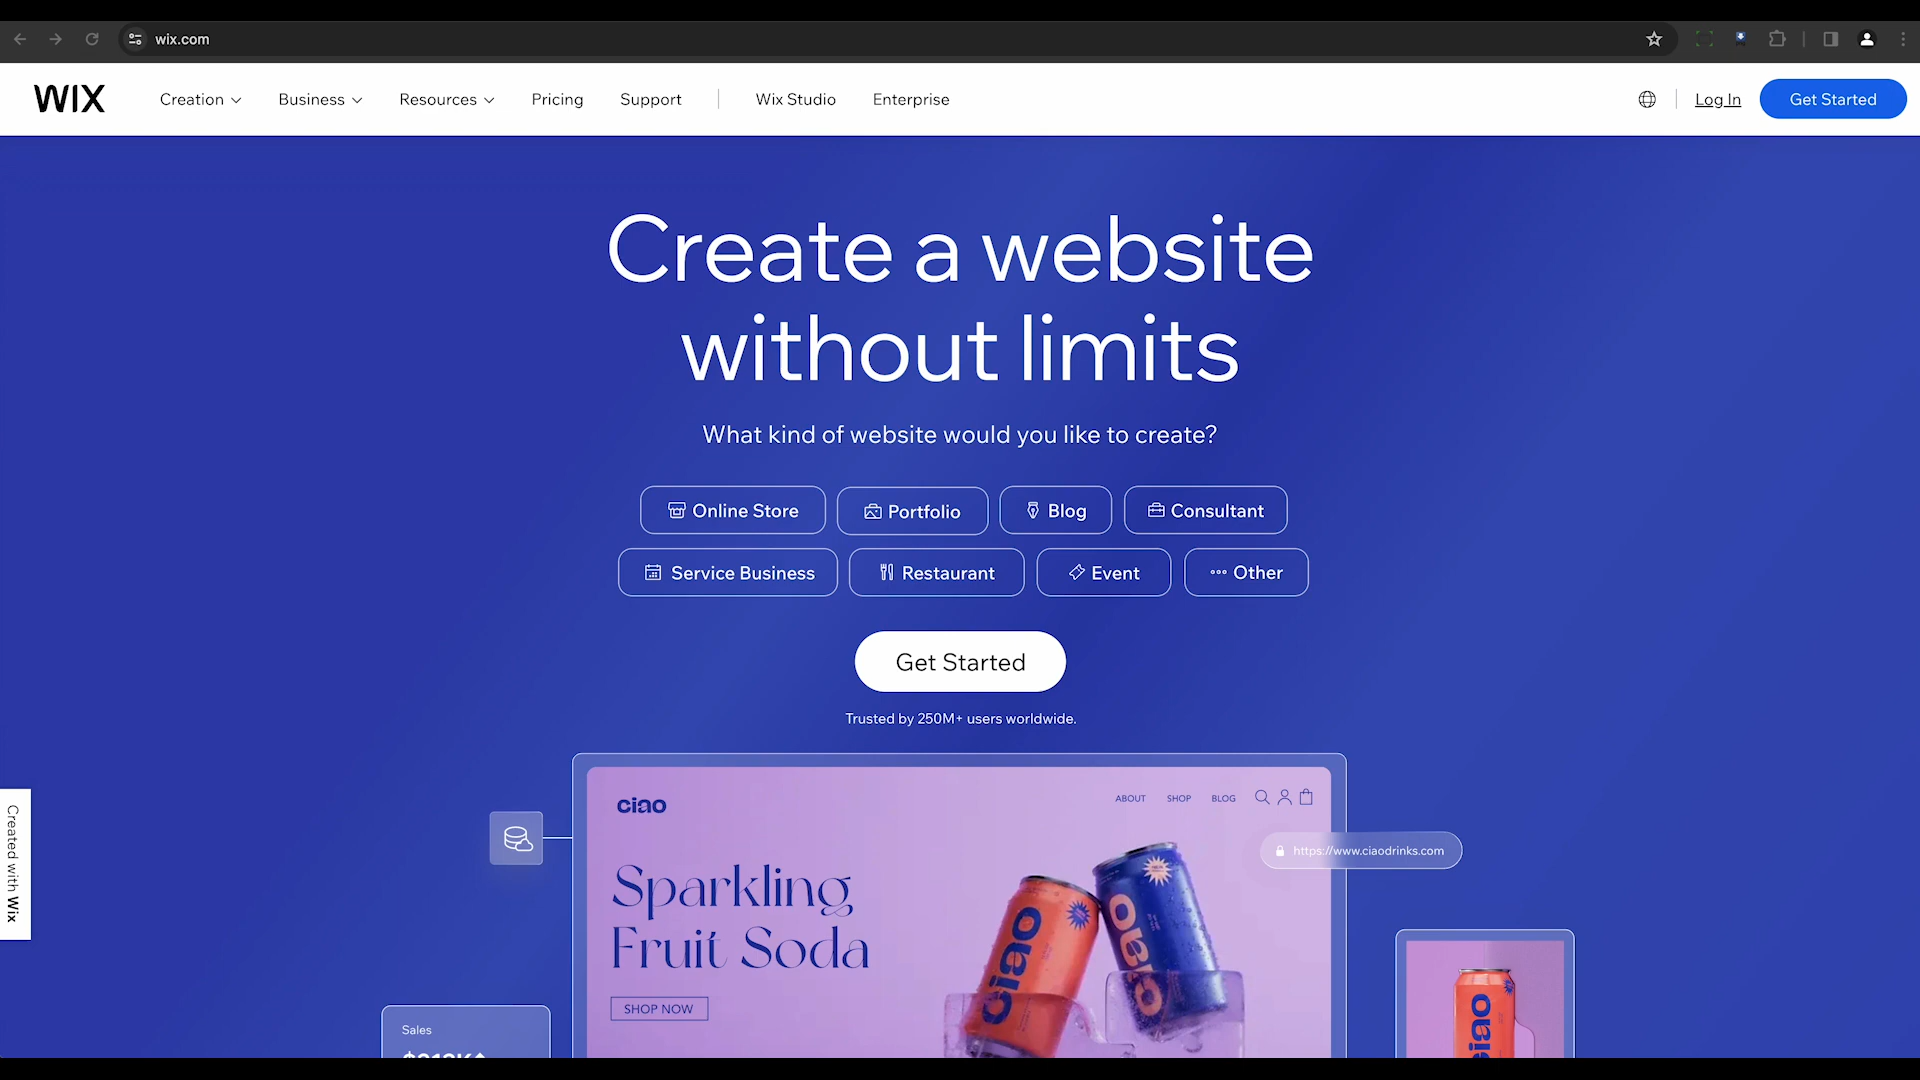 wix.com
WIX
Creation
Business
Resources
Pricing
Support
Wix Studio
Enterprise
Log In
Get Started
Create a website
without limits
What kind of website would you like to create?
Online Store
Portfolio
Blog
Consultant
Service Business
Restaurant
Event
Other
Get Started
Trusted by 250M+ users worldwide.
Created with Wix
ciao
ABOUT
SHOP
BLOG
https://www.ciaodrinks.com
Sparkling
Fruit Soda
SHOP NOW
ciao
ciao
ciao
Sales